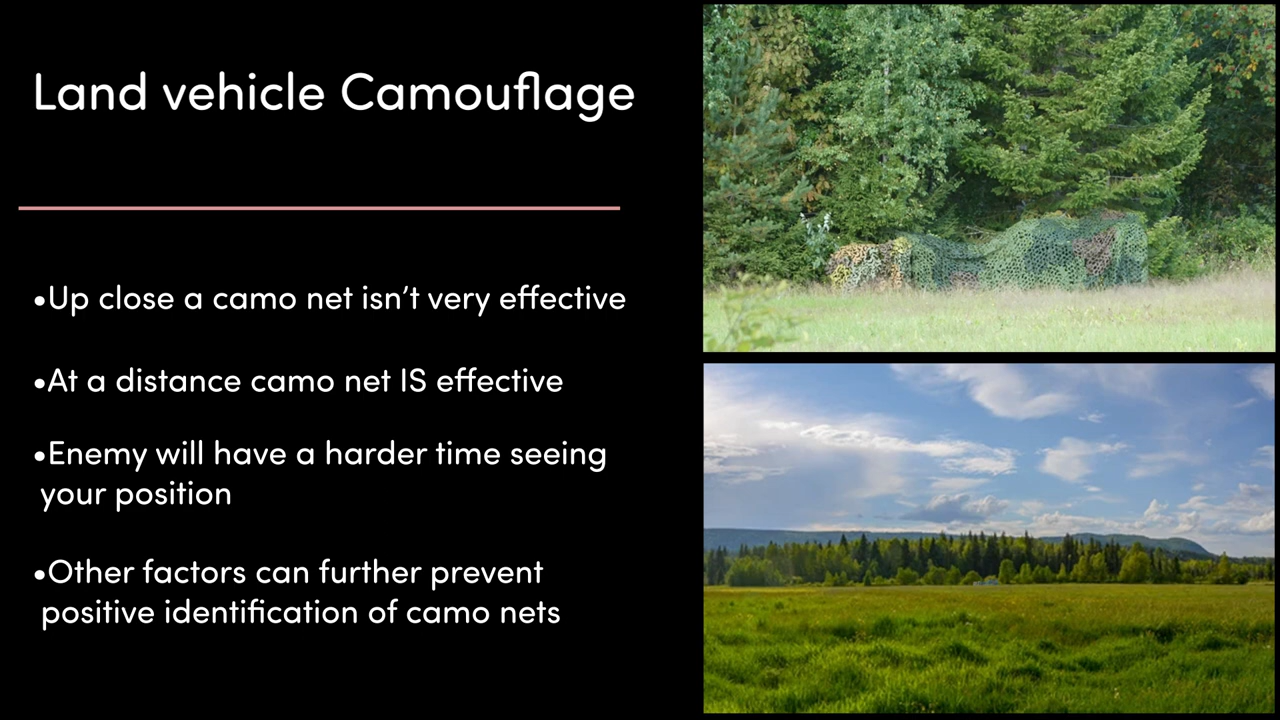 Land vehicle Camouflage
•Up close a camo net isn’t very effective
•At a distance camo net IS effective
•Enemy will have a harder time seeing
your position
•Other factors can further prevent
positive identification of camo nets